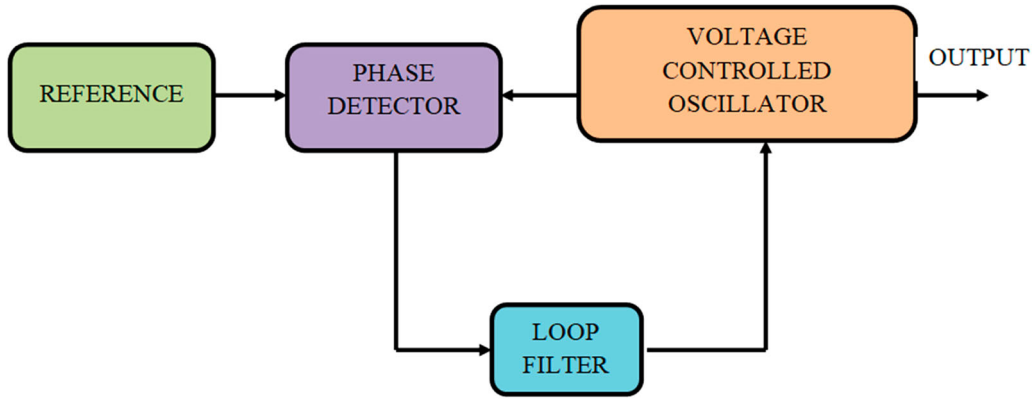 REFERENCE
PHASE
DETECTOR
VOLTAGE
CONTROLLED
OSCILLATOR
OUTPUT
LOOP
FILTER